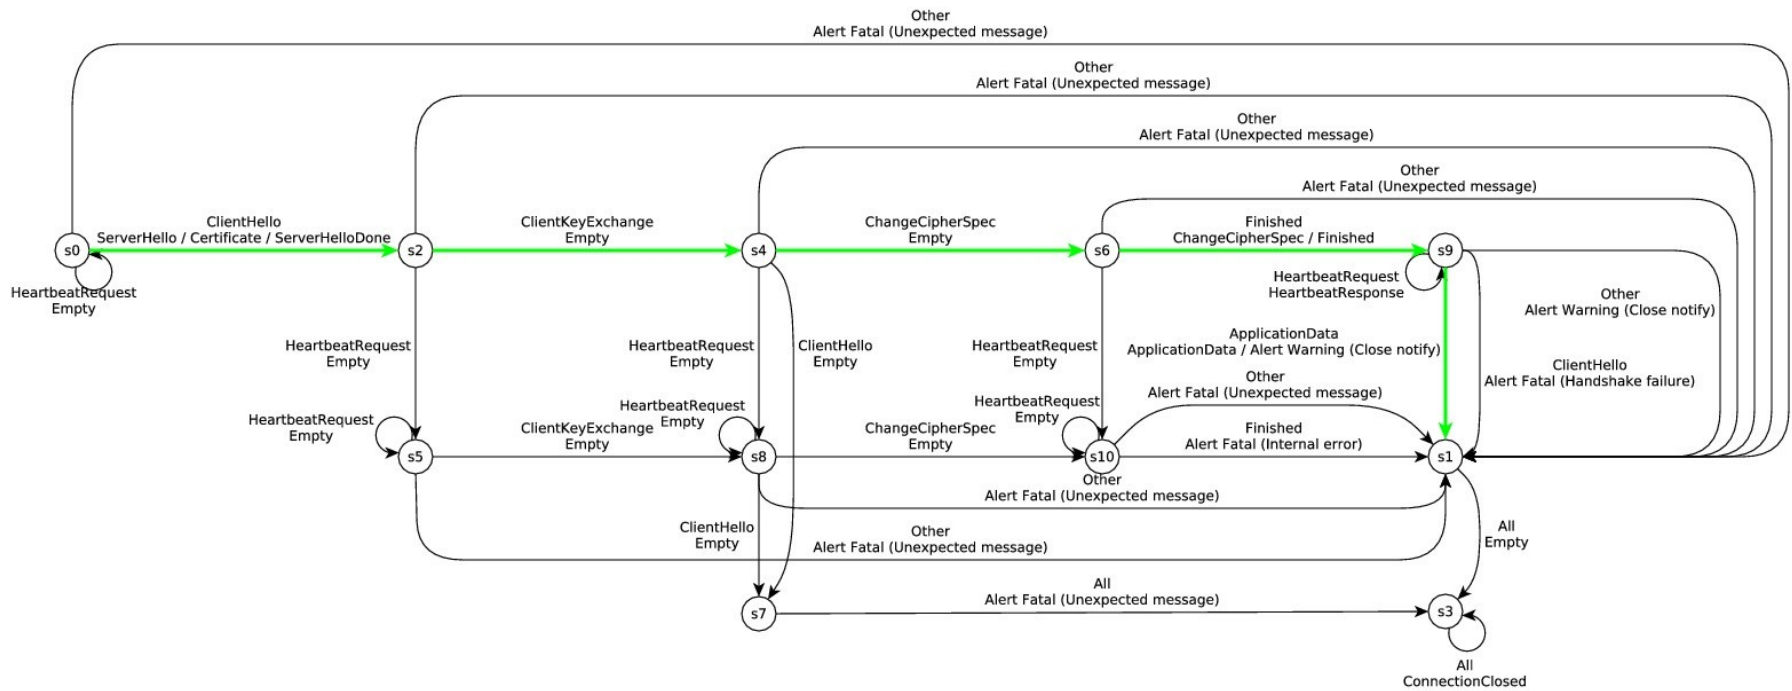 Other
Alert Fatal (Unexpected message)
Other
Alert Fatal (Unexpected message)
Other
Alert Fatal (Unexpected message)
Other
Alert Fatal (Unexpected message)
ClientHello
ServerHello / Certificate / ServerHelloDone
ClientKeyExchange
Empty
ChangeCipherSpec
Empty
Finished
ChangeCipherSpec / Finished
s0
s2
s4
s6
s9
HeartbeatRequest
Empty
HeartbeatRequest
HeartbeatResponse
Other
Alert Warning (Close notify)
HeartbeatRequest
Empty
HeartbeatRequest
Empty
ClientHello
Empty
HeartbeatRequest
Empty
ApplicationData
ApplicationData / Alert Warning (Close notify)
ClientHello
Alert Fatal (Handshake failure)
Other
Alert Fatal (Unexpected message)
HeartbeatRequest
Empty
HeartbeatRequest
Empty
HeartbeatRequest
Empty
ClientKeyExchange
Empty
ChangeCipherSpec
Empty
Finished
Alert Fatal (Internal error)
s5
s8
s10
s1
Other
Alert Fatal (Unexpected message)
ClientHello
Empty
Other
Alert Fatal (Unexpected message)
All
Empty
All
Alert Fatal (Unexpected message)
s7
s3
All
ConnectionClosed